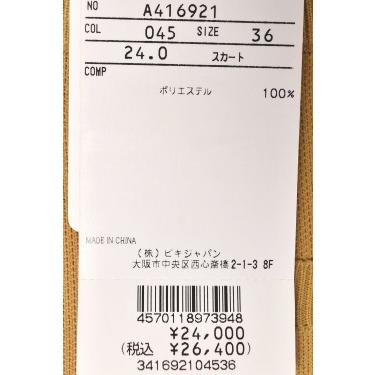 NO A416921
COL 045 SIZE 36
24.0 スカート
COMP
ポリエステル 100%
MADE IN CHINA
(株)ビキジャパン
大阪市中央区西心斎橋2-1-3 8F
4570118973948
¥24,000
(税込 ¥26,400)
341692104536